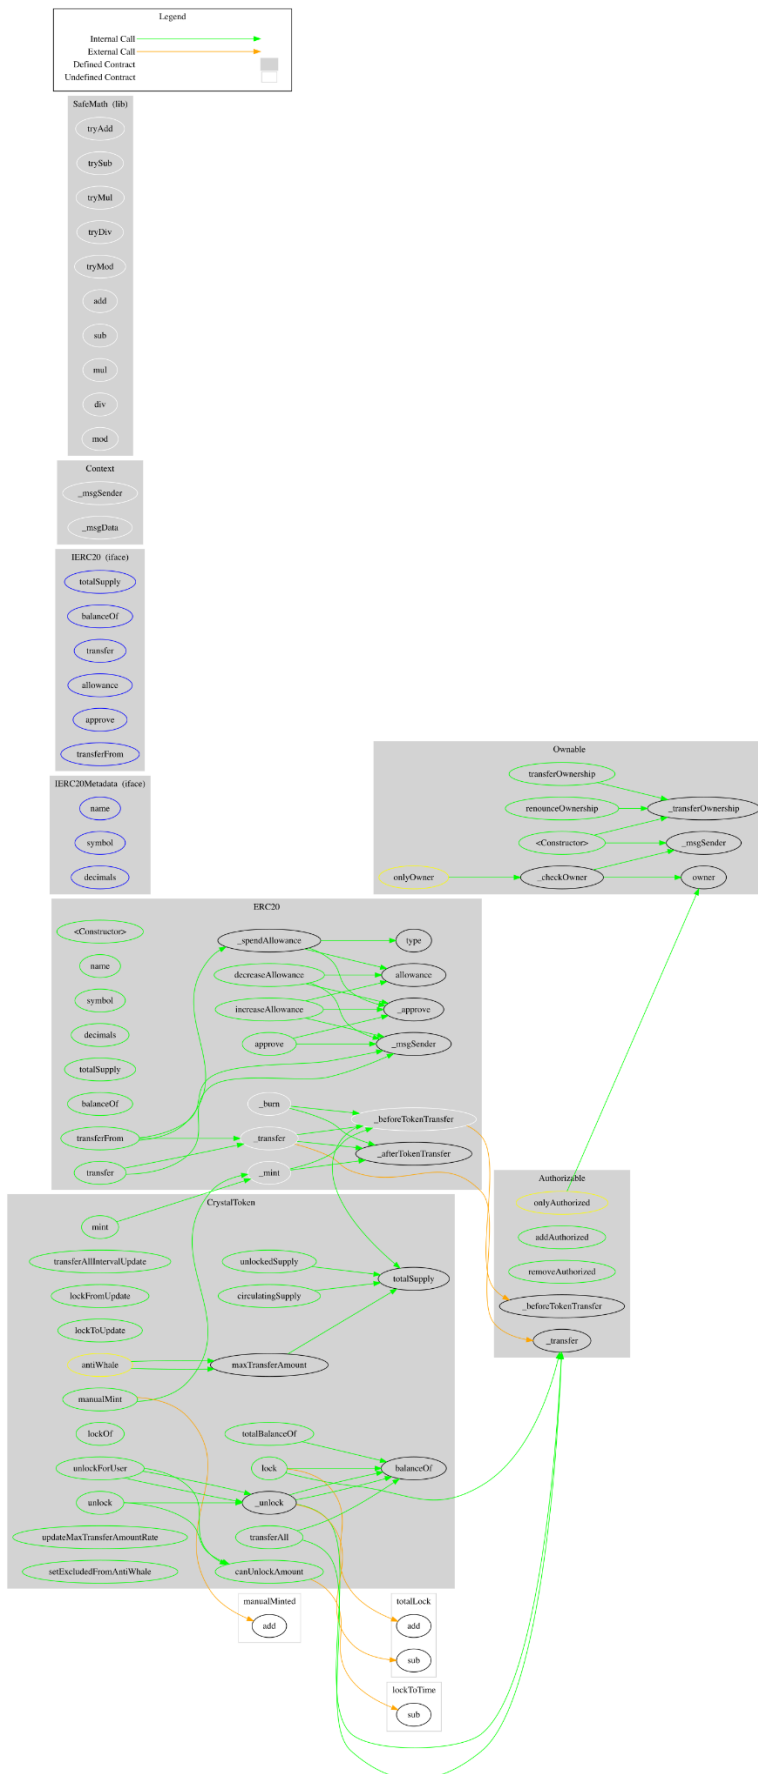 Legend
Internal Call
External Call
Defined Contract
Undefined Contract
SafeMath (lib)
tryAdd
trySub
tryMul
tryDiv
tryMod
add
sub
mul
div
mod
Context
_msgSender
_msgData
IERC20 (iface)
totalSupply
balanceOf
transfer
allowance
approve
transferFrom
IERC20Metadata (iface)
name
symbol
decimals
Ownable
transferOwnership
renounceOwnership
_transferOwnership
<Constructor>
_msgSender
onlyOwner
_checkOwner
owner
ERC20
<Constructor>
_spendAllowance
type
name
decreaseAllowance
allowance
symbol
increaseAllowance
_approve
decimals
approve
_msgSender
totalSupply
balanceOf
_burn
_beforeTokenTransfer
transferFrom
_transfer
_afterTokenTransfer
transfer
_mint
Authorizable
onlyAuthorized
addAuthorized
removeAuthorized
_beforeTokenTransfer
_transfer
CrystalToken
mint
transferAllIntervalUpdate
unlockedSupply
totalSupply
lockFromUpdate
circulatingSupply
lockToUpdate
antiWhale
maxTransferAmount
manualMint
lockOf
totalBalanceOf
unlockForUser
lock
balanceOf
unlock
_unlock
updateMaxTransferAmountRate
transferAll
setExcludedFromAntiWhale
canUnlockAmount
manualMinted
add
totalLock
add
sub
lockToTime
sub